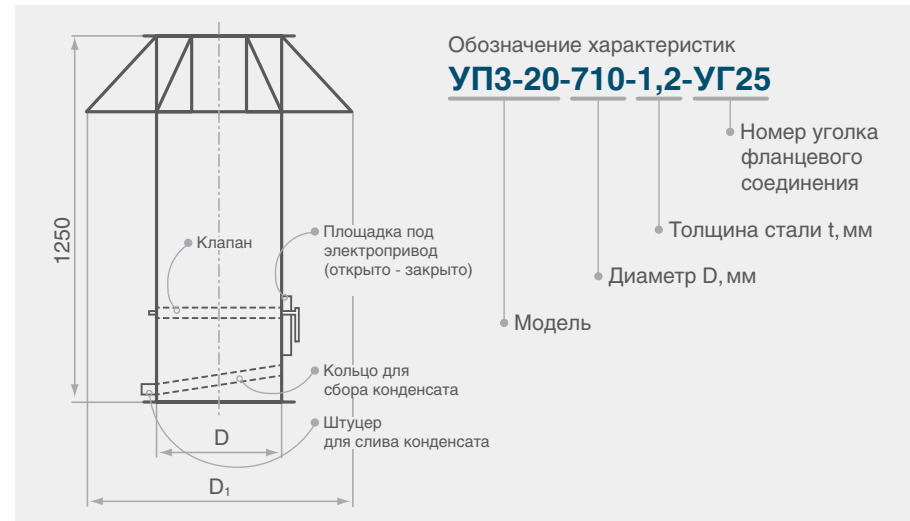 Обозначение характеристик
УП3-20-710-1,2-УГ25
Номер уголка
фланцевого
соединения
Толщина стали t, мм
Диаметр D, мм
Модель
1250
Клапан
Площадка под
электропривод
(открыто - закрыто)
Кольцо для
сбора конденсата
Штуцер
для слива конденсата
D
D₁